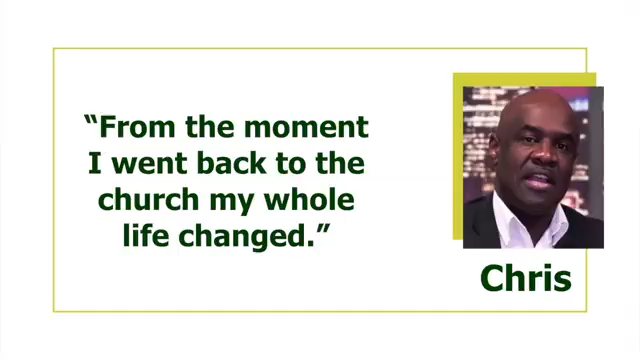 “From the moment
I went back to the
church my whole
life changed.”
Chris